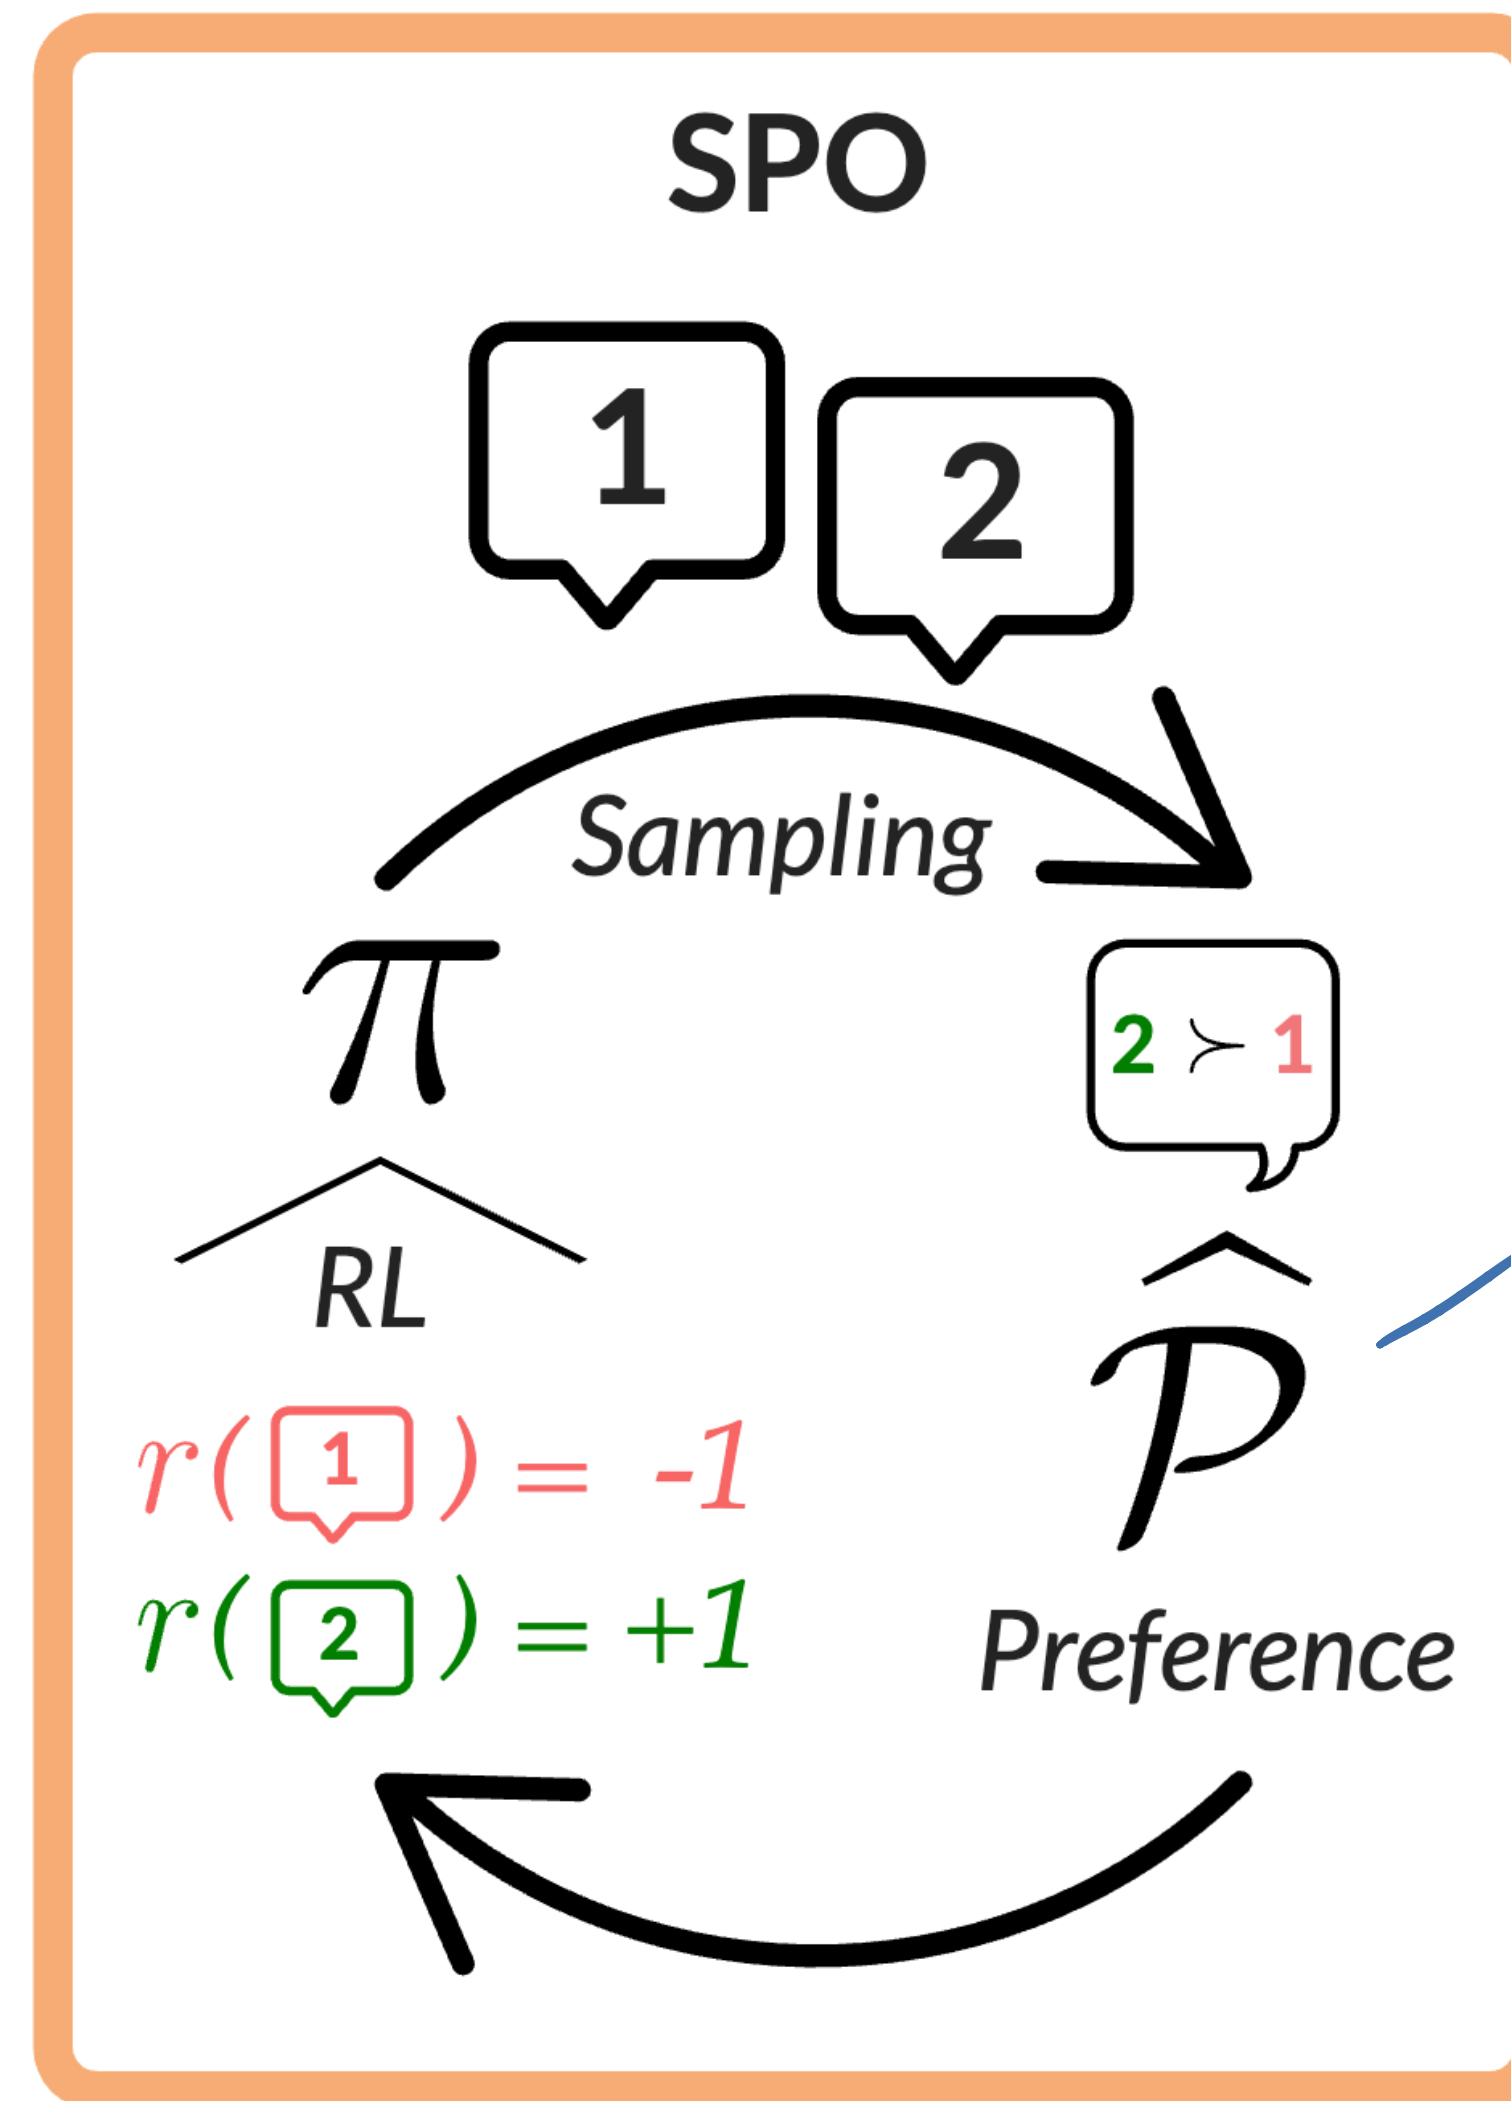 SPO
1
2
Sampling
π
2 ≻ 1
RL
𝒫
r( 1 ) = -1
r( 2 ) = +1
Preference